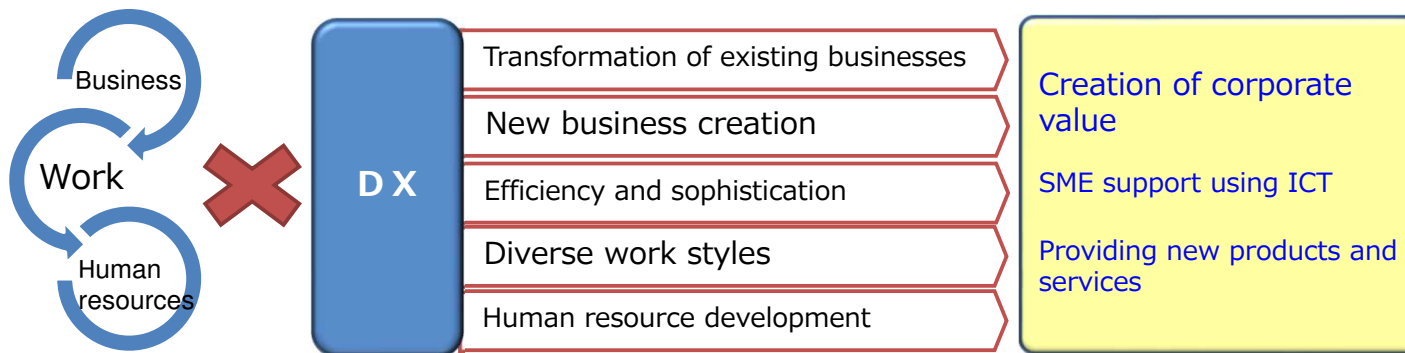 Business
Work
Human
resources
DX
Transformation of existing businesses
New business creation
Efficiency and sophistication
Diverse work styles
Human resource development
Creation of corporate
value
SME support using ICT
Providing new products and
services